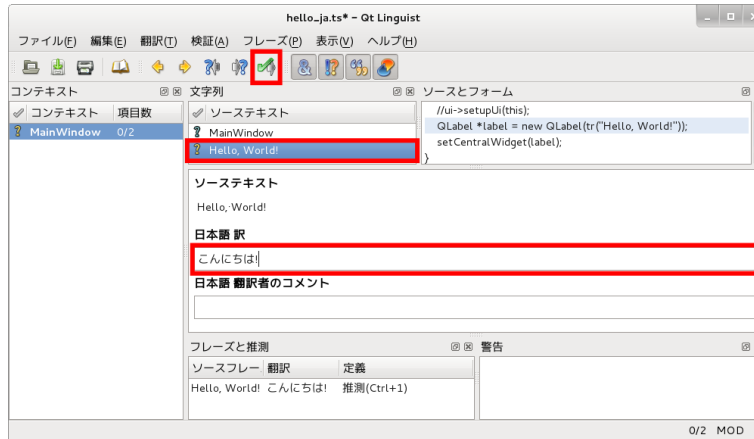 hello_ja.ts* - Qt Linguist
ファイル(F) 編集(E) 翻訳(T) 検証(A) フレーズ(P) 表示(V) ヘルプ(H)
コンテキスト
コンテキスト 項目数
MainWindow 0/2
文字列
ソーステキスト
MainWindow
Hello, World!
ソースとフォーム
//ui->setupUi(this);
QLabel *label = new QLabel(tr("Hello, World!"));
setCentralWidget(label);
}
ソーステキスト
Hello,·World!
日本語 訳
こんにちは!
日本語 翻訳者のコメント
フレーズと推測
ソースフレー 翻訳 定義
Hello, World! こんにちは! 推測(Ctrl+1)
警告
0/2 MOD